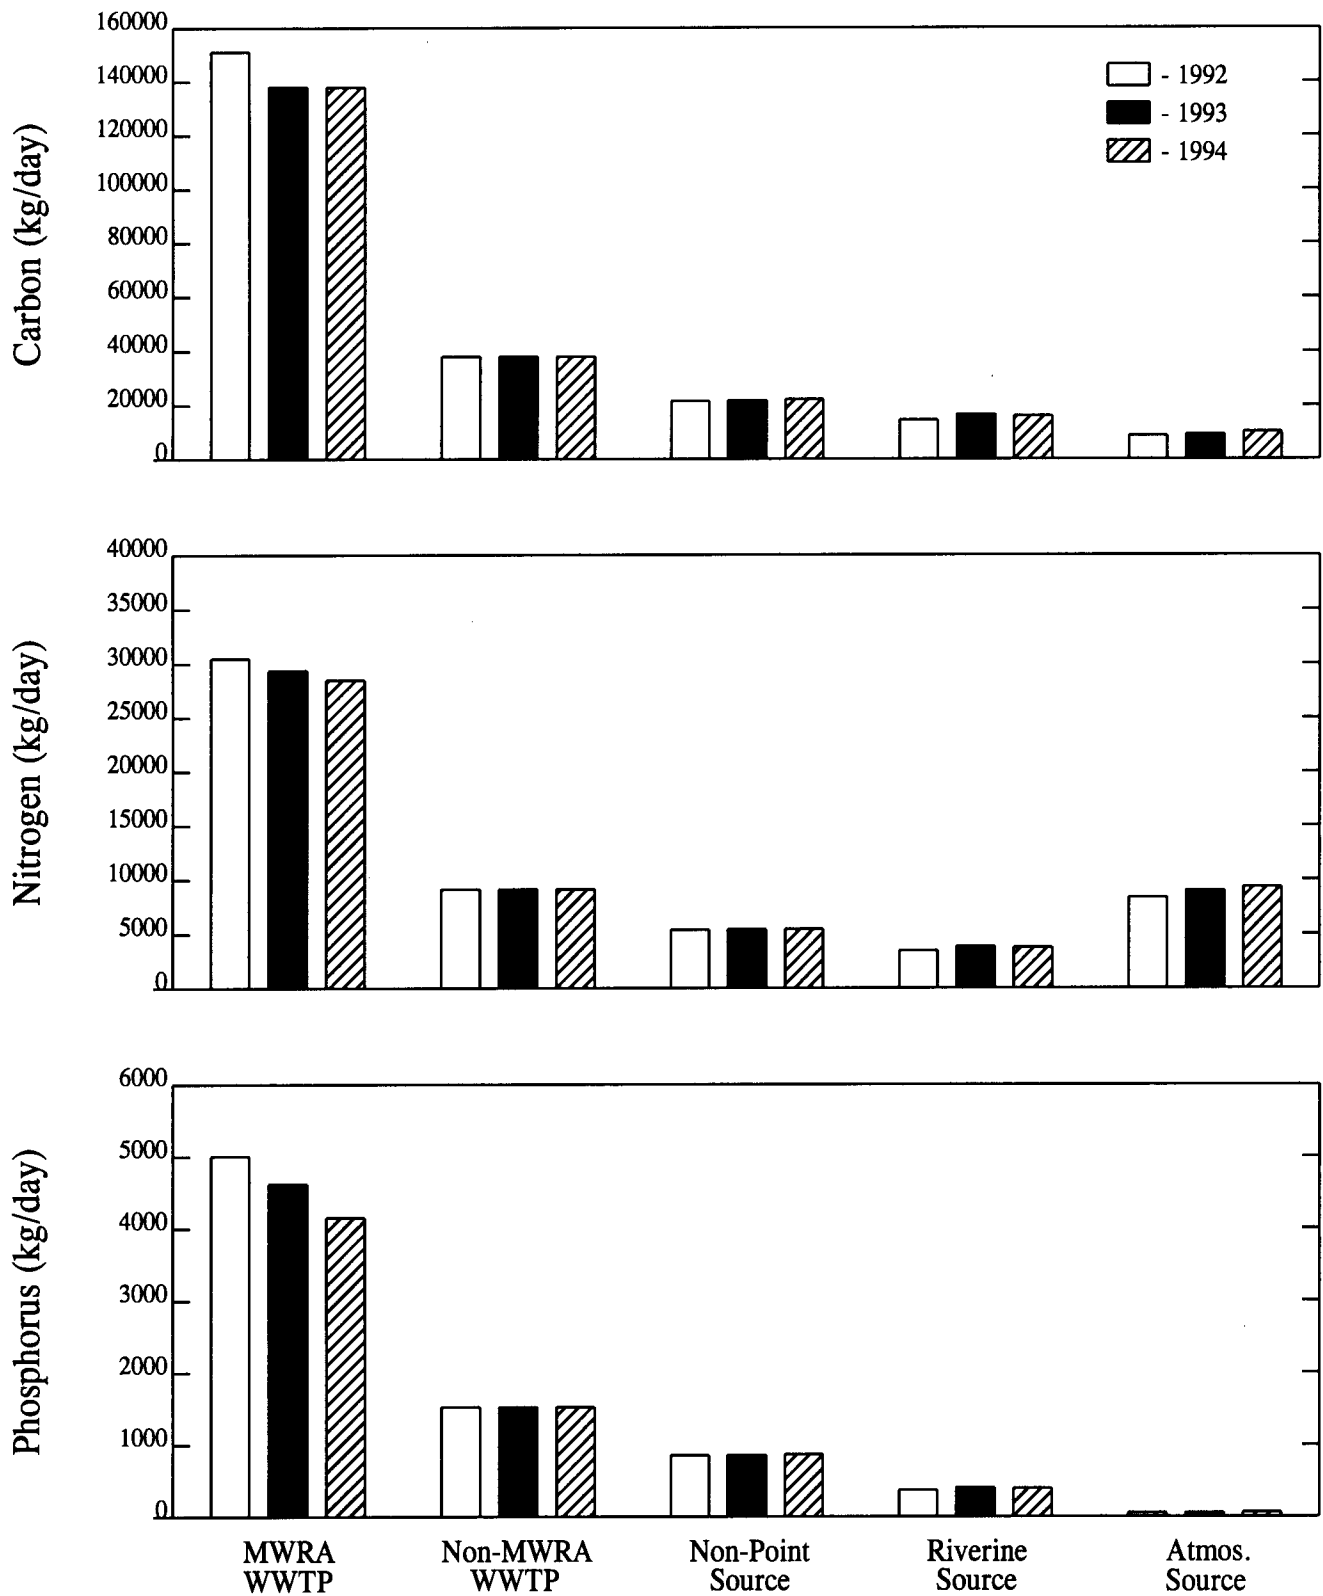 Carbon (kg/day)
160000
140000
120000
100000
80000
60000
40000
20000
0
- 1992
- 1993
- 1994
Nitrogen (kg/day)
40000
35000
30000
25000
20000
15000
10000
5000
0
Phosphorus (kg/day)
6000
5000
4000
3000
2000
1000
0
MWRA
WWTP
Non-MWRA
WWTP
Non-Point
Source
Riverine
Source
Atmos.
Source